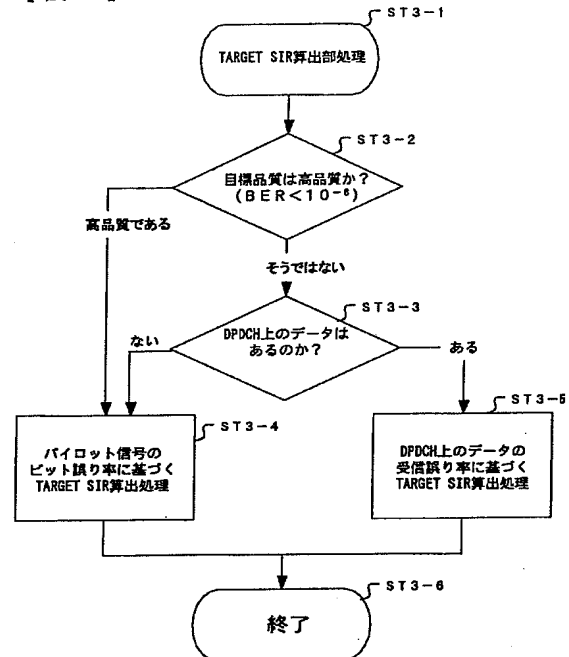 ST3-1
TARGET SIR算出部処理
ST3-2
目標品質は高品質か?
(BER<10⁻⁶)
高品質である
そうではない
ST3-3
DPDCH上のデータは
あるのか?
ない
ある
ST3-4
パイロット信号の
ビット誤り率に基づく
TARGET SIR算出処理
ST3-5
DPDCH上のデータの
受信誤り率に基づく
TARGET SIR算出処理
ST3-6
終了